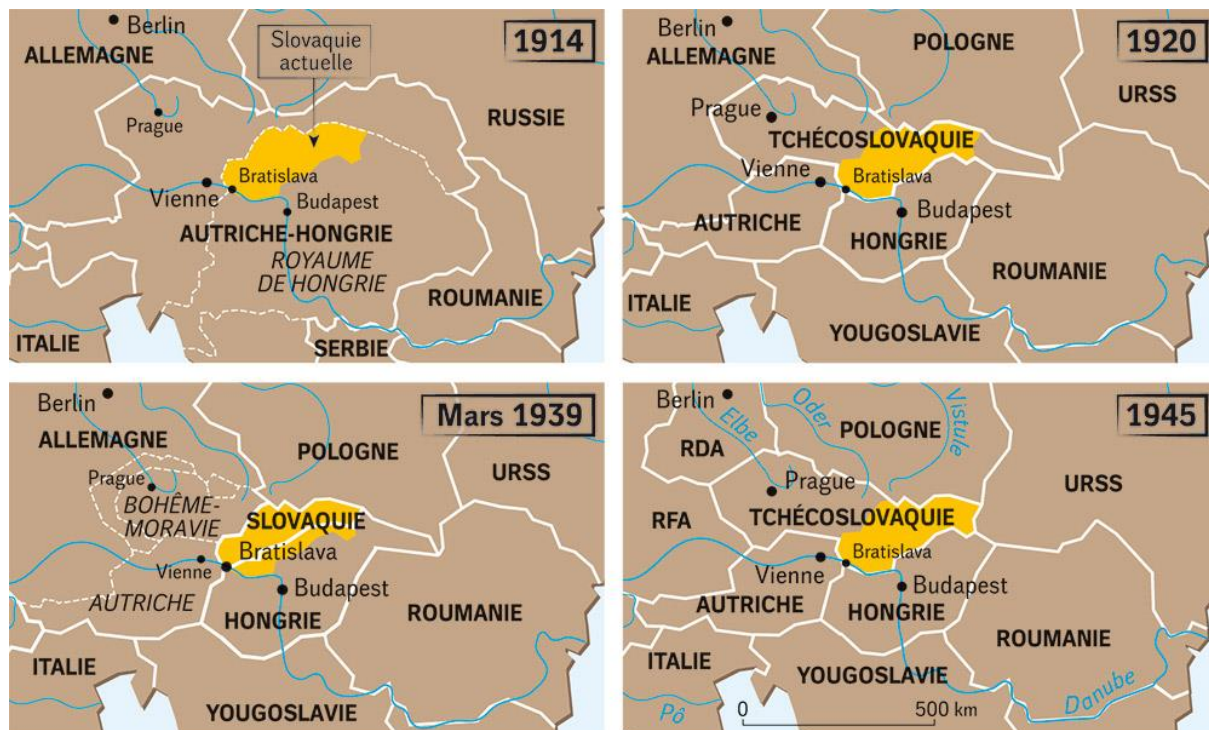 Berlin
ALLEMAGNE
Slovaquie
actuelle
1914
RUSSIE
Prague
Bratislava
Vienne
Budapest
AUTRICHE-HONGRIE
ROYAUME
DE HONGRIE
ROUMANIE
ITALIE
SERBIE
Berlin
ALLEMAGNE
POLOGNE
1920
URSS
Prague
TCHÉCOSLOVAQUIE
Vienne
Bratislava
AUTRICHE
Budapest
HONGRIE
ROUMANIE
ITALIE
YOUGOSLAVIE
Berlin
Mars 1939
ALLEMAGNE
POLOGNE
URSS
Prague
BOHÊME-
MORAVIE
SLOVAQUIE
Bratislava
Vienne
Budapest
AUTRICHE
HONGRIE
ROUMANIE
ITALIE
YOUGOSLAVIE
Berlin
Elbe
Oder
Vistule
1945
RDA
POLOGNE
URSS
Prague
RFA
TCHÉCOSLOVAQUIE
Bratislava
Vienne
Budapest
AUTRICHE
HONGRIE
ROUMANIE
ITALIE
YOUGOSLAVIE
Danube
Pô
0 500 km